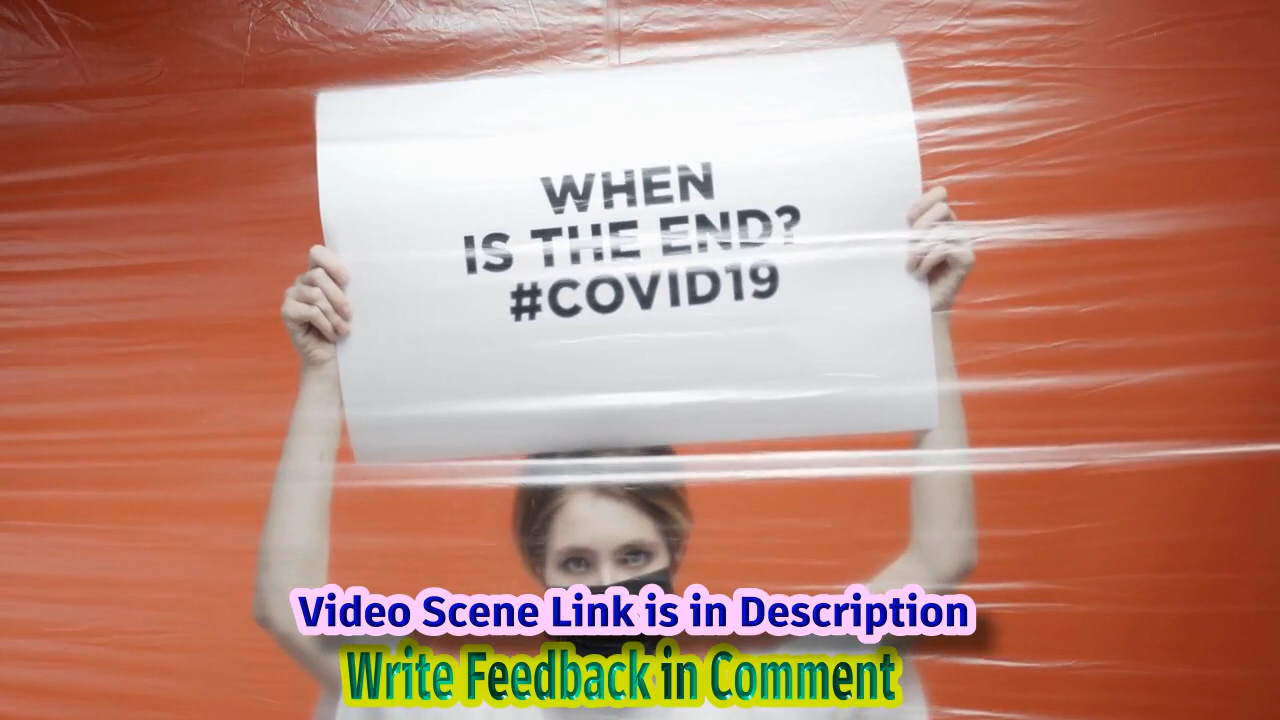 WHEN
IS THE END?
#COVID19
Video Scene Link is in Description
Write Feedback in Comment